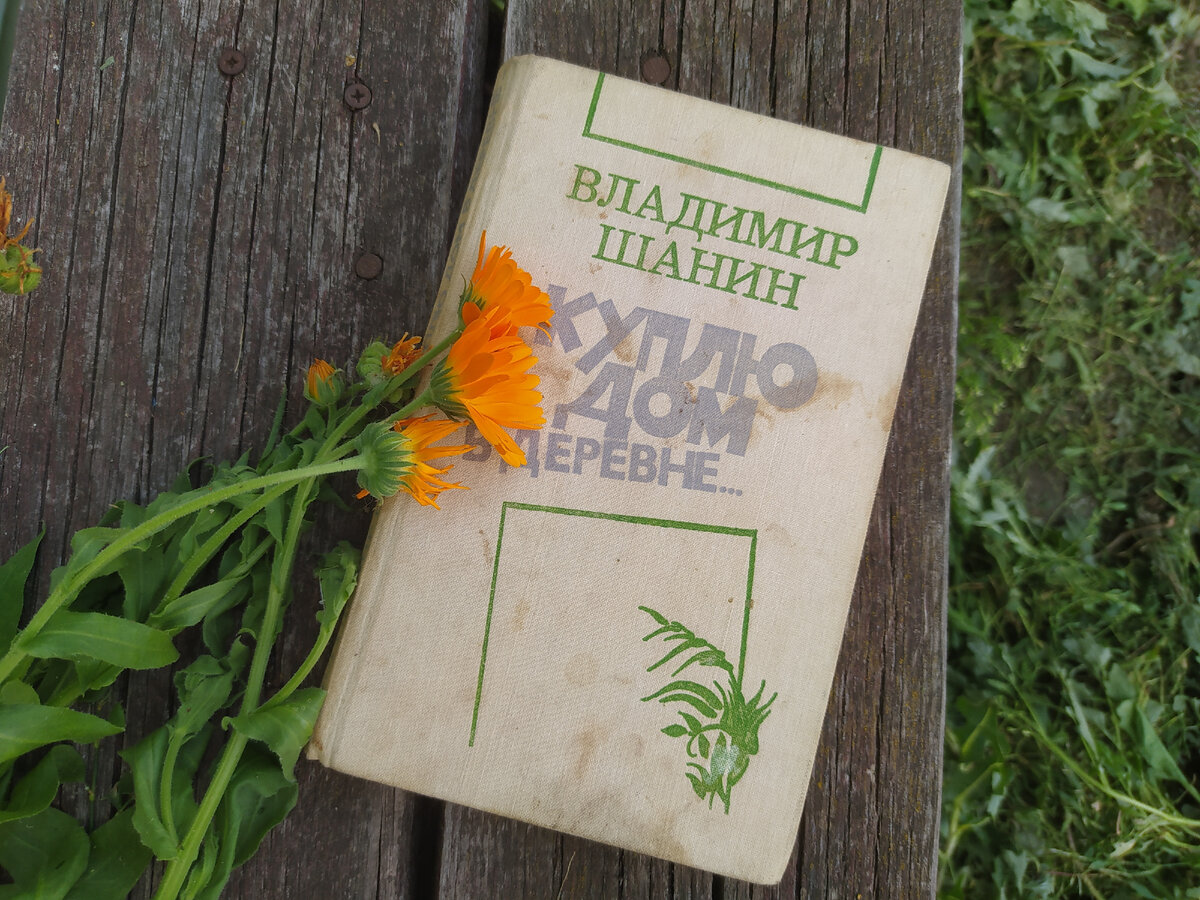 ВЛАДИМИР
ШАНИН
КУПЛЮ
ДОМ
В ДЕРЕВНЕ...